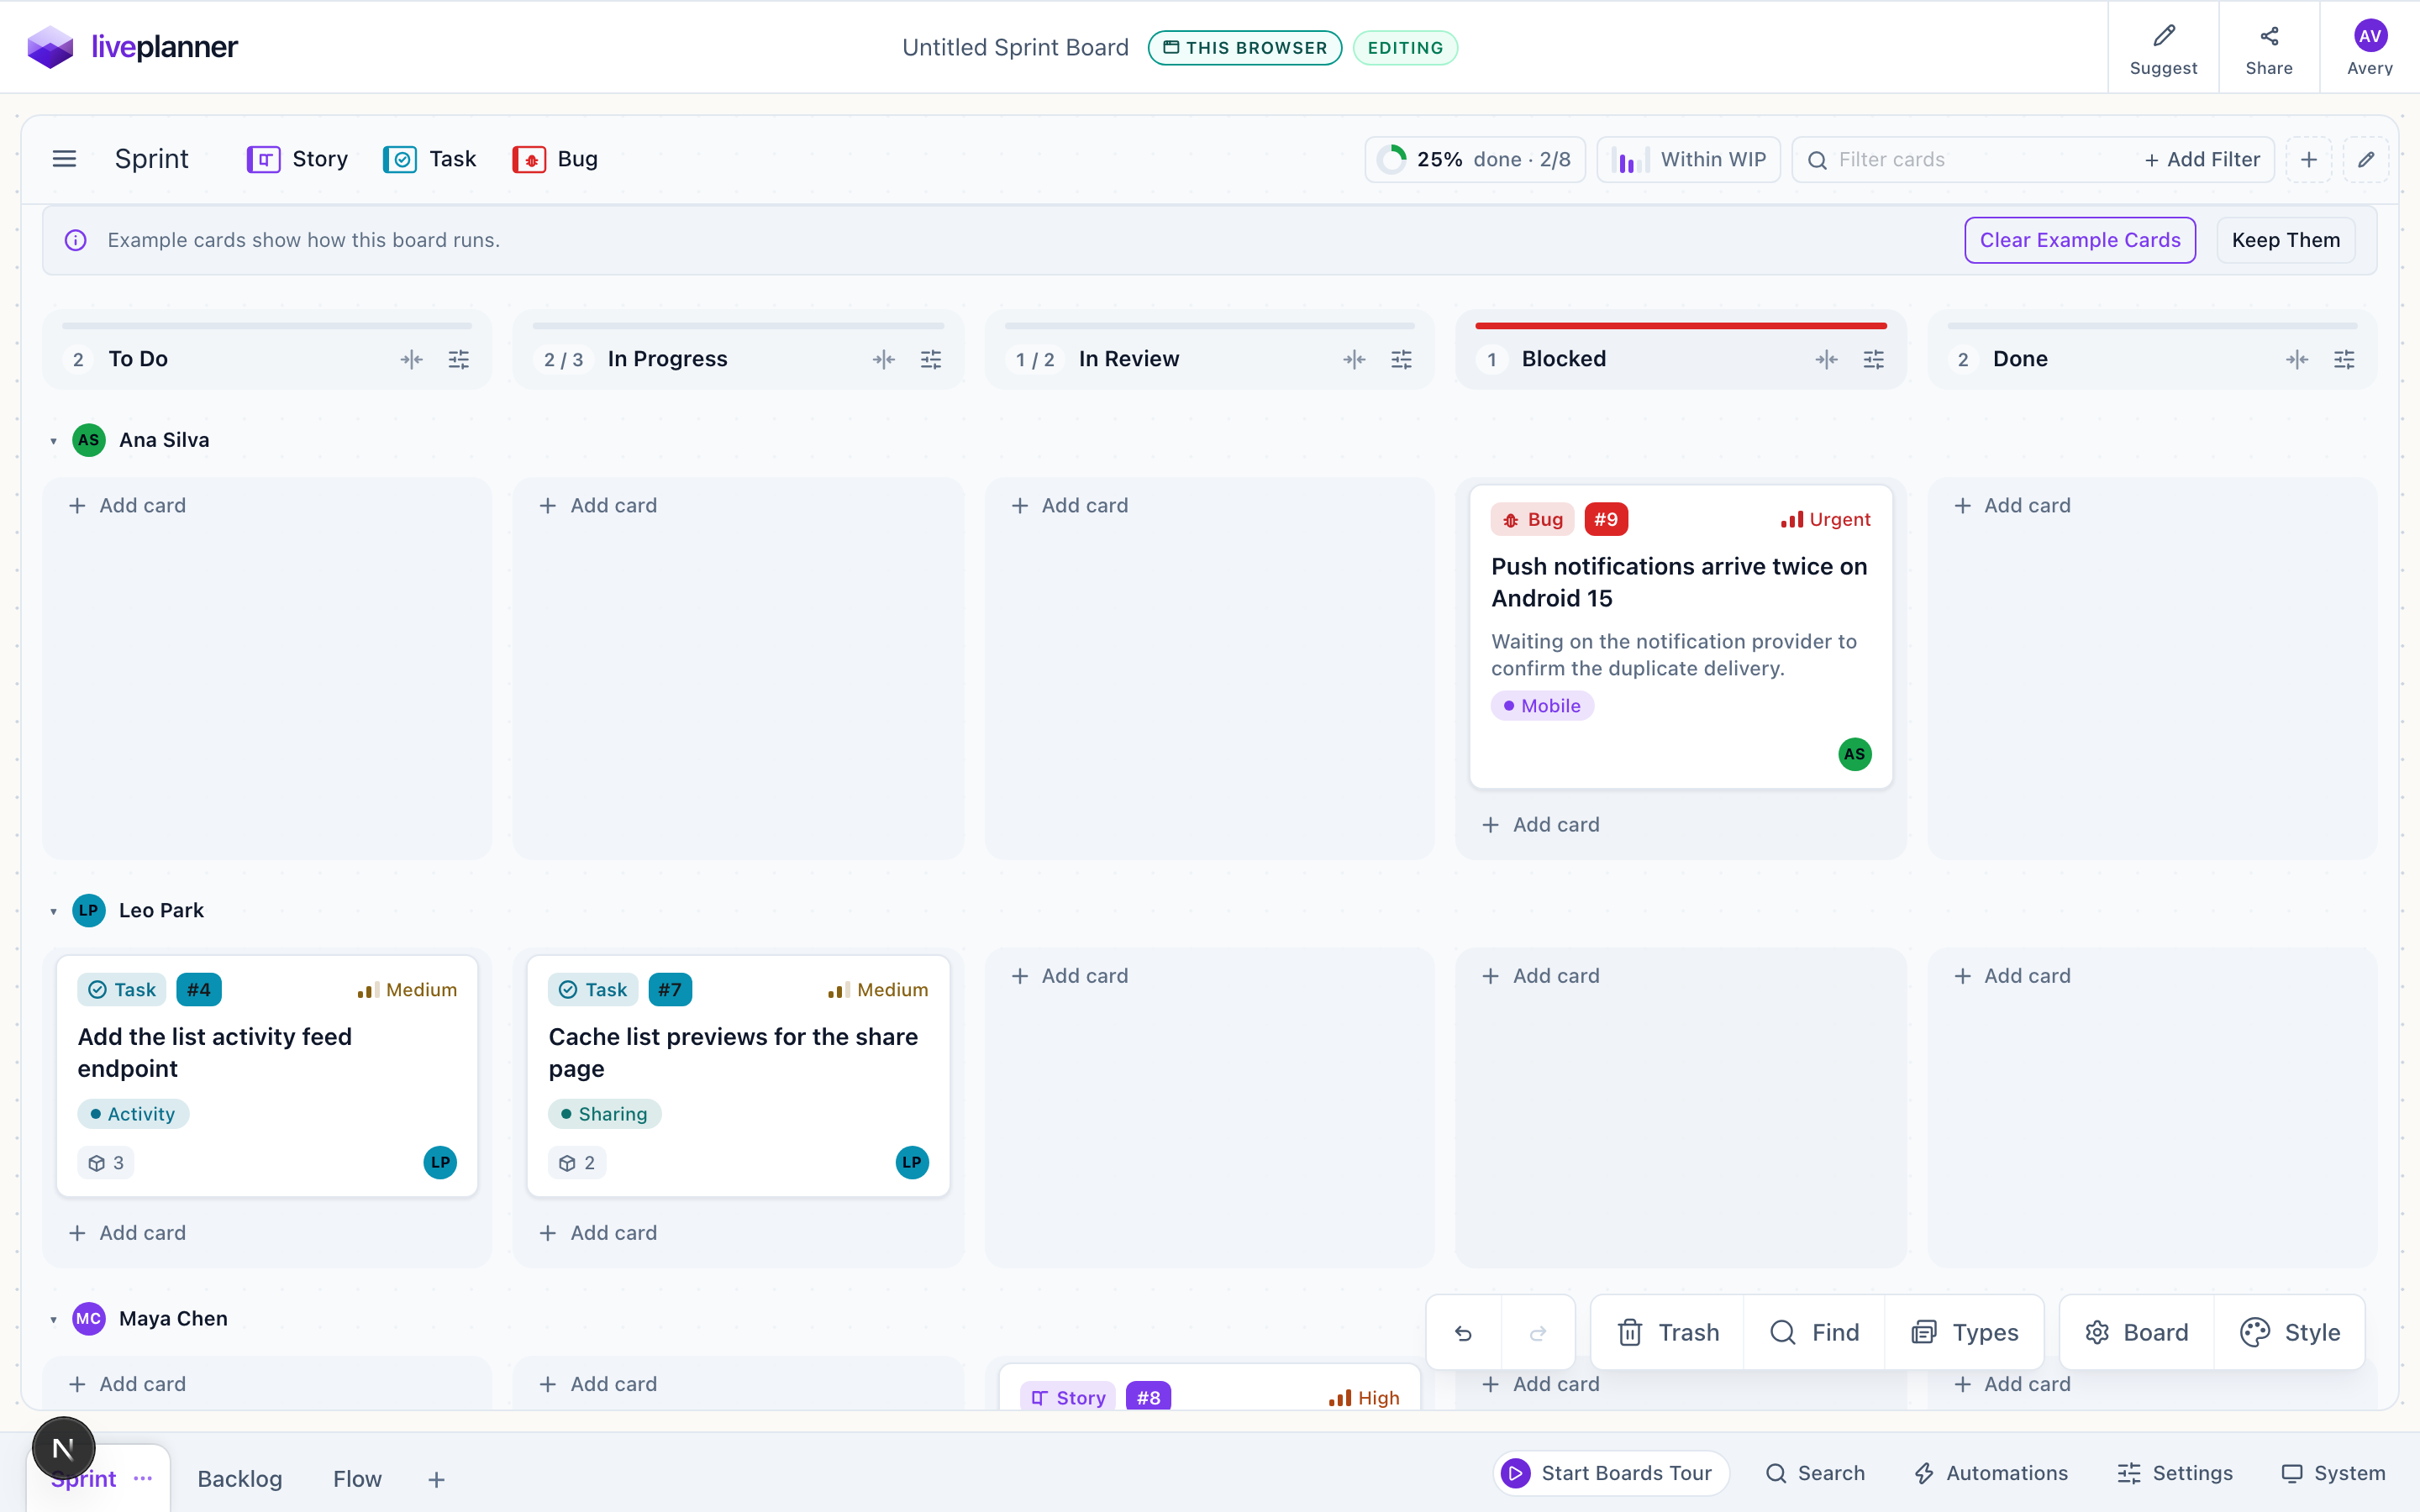 liveplanner
Untitled Sprint Board
THIS BROWSER
EDITING
Suggest
Share
AV
Avery
Sprint
Story
Task
Bug
25% done · 2/8
Within WIP
Filter cards
+ Add Filter
Example cards show how this board runs.
Clear Example Cards
Keep Them
2 To Do
2 / 3 In Progress
1 / 2 In Review
1 Blocked
2 Done
AS Ana Silva
+ Add card
+ Add card
+ Add card
Bug #9 Urgent
Push notifications arrive twice on
Android 15
Waiting on the notification provider to
confirm the duplicate delivery.
Mobile
AS
+ Add card
+ Add card
LP Leo Park
Task #4 Medium
Add the list activity feed
endpoint
Activity
3 LP
+ Add card
Task #7 Medium
Cache list previews for the share
page
Sharing
2 LP
+ Add card
+ Add card
+ Add card
+ Add card
MC Maya Chen
+ Add card
+ Add card
Story #8 High
+ Add card
+ Add card
Trash
Find
Types
Board
Style
N
Sprint ···
Backlog
Flow
+
Start Boards Tour
Search
Automations
Settings
System